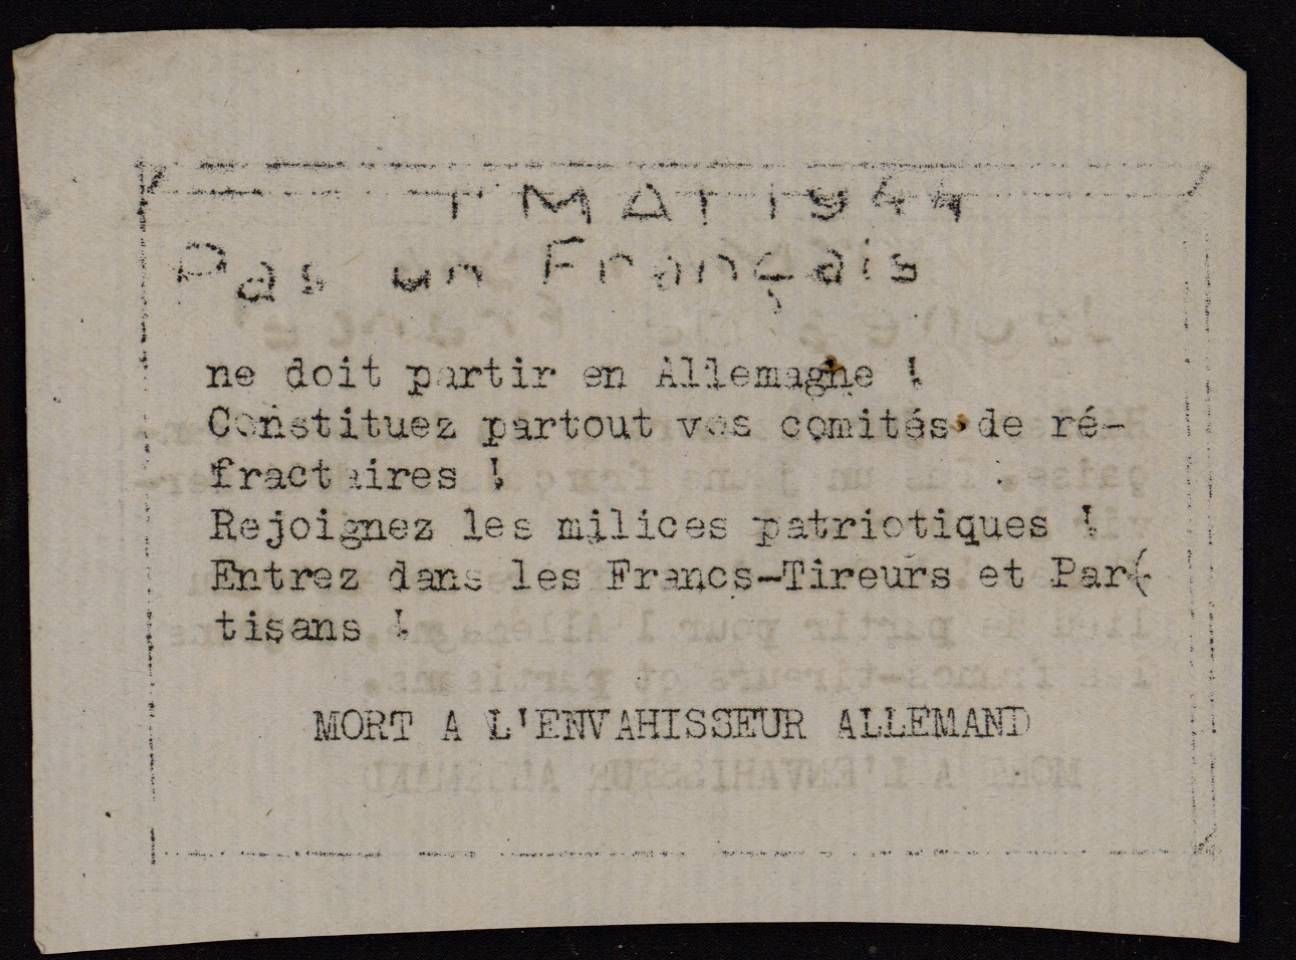 1 MAI 1944
Pas un Français
ne doit partir en Allemagne !
Constituez partout vos comités de ré-
fractaires !
Rejoignez les milices patriotiques !
Entrez dans les Francs-Tireurs et Par(-
tisans !
MORT A L'ENVAHISSEUR ALLEMAND